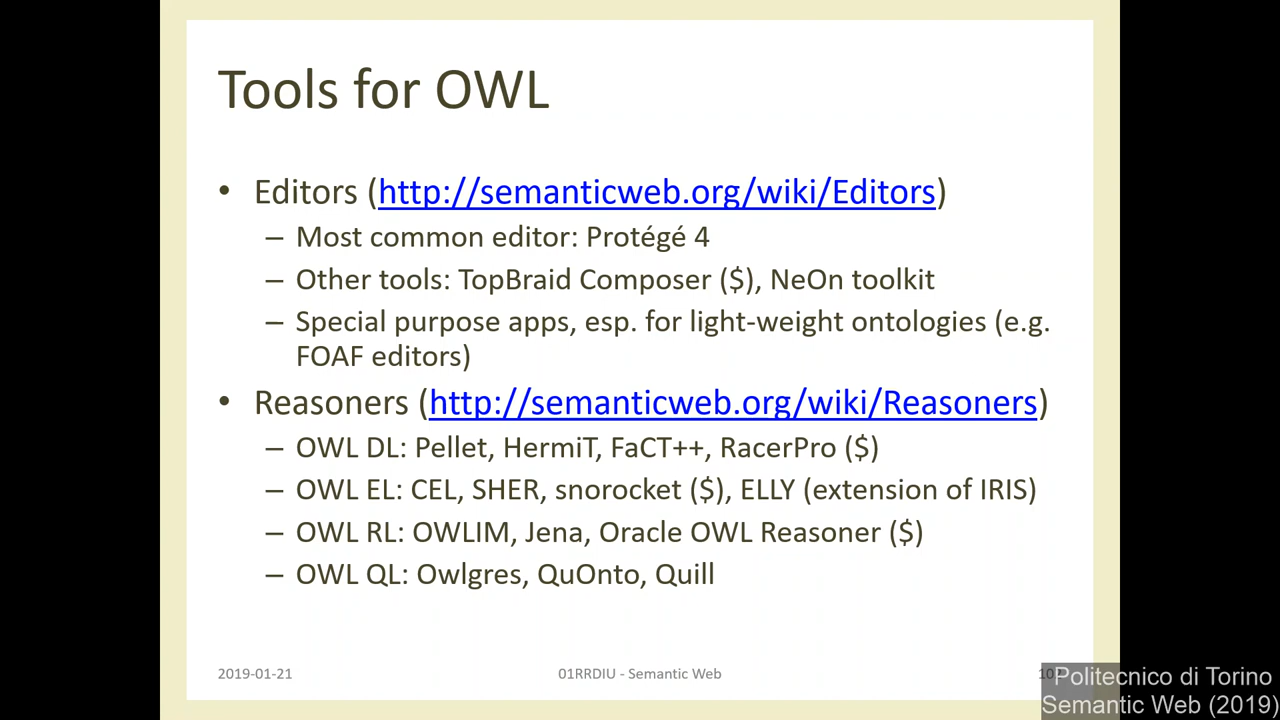 Tools for OWL
• Editors (http://semanticweb.org/wiki/Editors)
– Most common editor: Protégé 4
– Other tools: TopBraid Composer ($), NeOn toolkit
– Special purpose apps, esp. for light-weight ontologies (e.g.
FOAF editors)
• Reasoners (http://semanticweb.org/wiki/Reasoners)
– OWL DL: Pellet, HermiT, FaCT++, RacerPro ($)
– OWL EL: CEL, SHER, snorocket ($), ELLY (extension of IRIS)
– OWL RL: OWLIM, Jena, Oracle OWL Reasoner ($)
– OWL QL: Owlgres, QuOnto, Quill
2019-01-21 01RRDIU - Semantic Web
Politecnico di Torino
Semantic Web (2019)